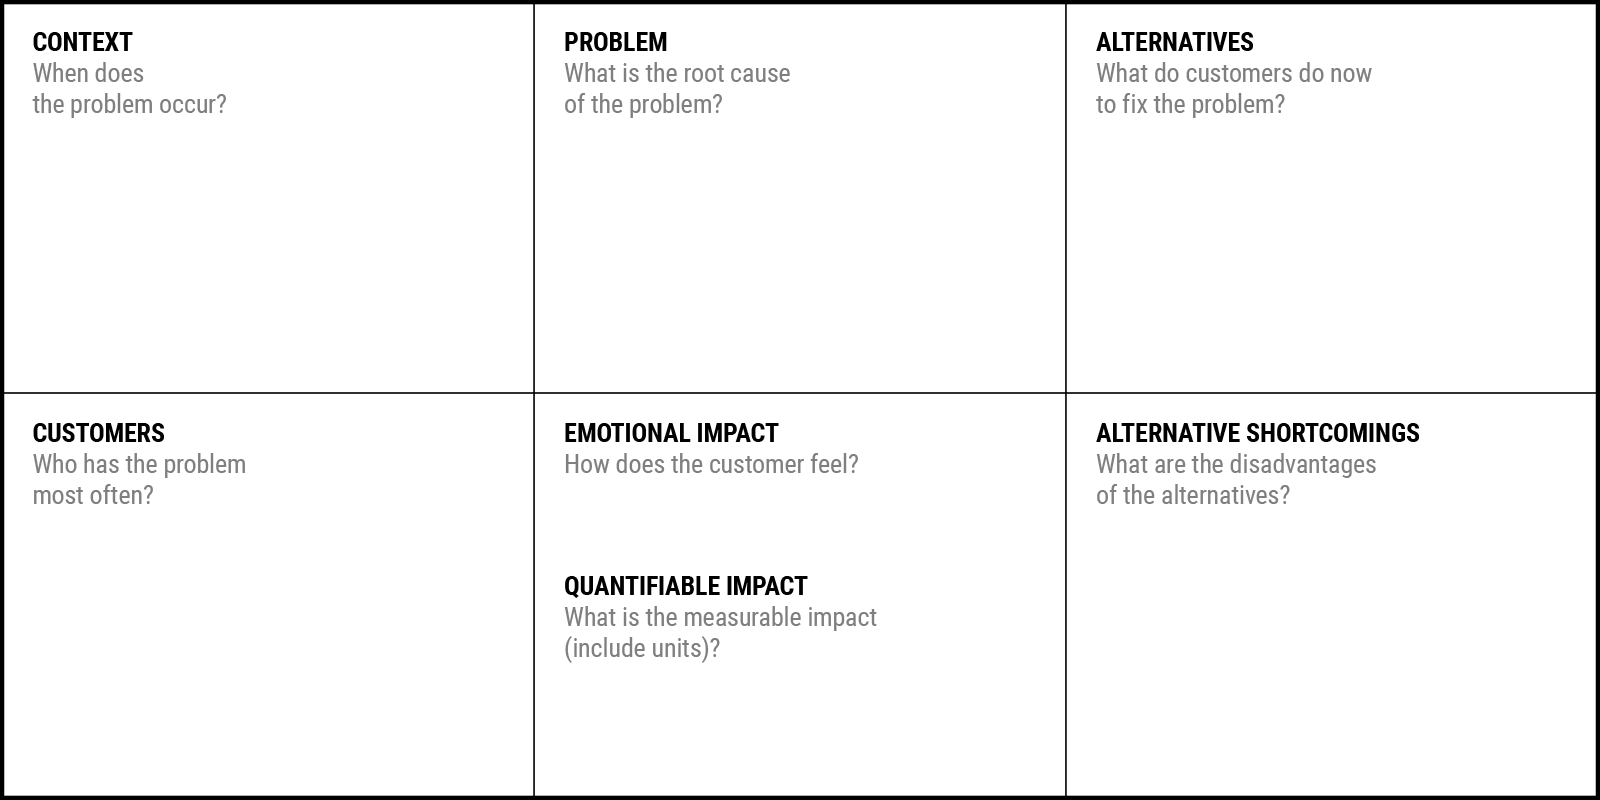 CONTEXT
When does
the problem occur?
PROBLEM
What is the root cause
of the problem?
ALTERNATIVES
What do customers do now
to fix the problem?
CUSTOMERS
Who has the problem
most often?
EMOTIONAL IMPACT
How does the customer feel?
QUANTIFIABLE IMPACT
What is the measurable impact
(include units)?
ALTERNATIVE SHORTCOMINGS
What are the disadvantages
of the alternatives?